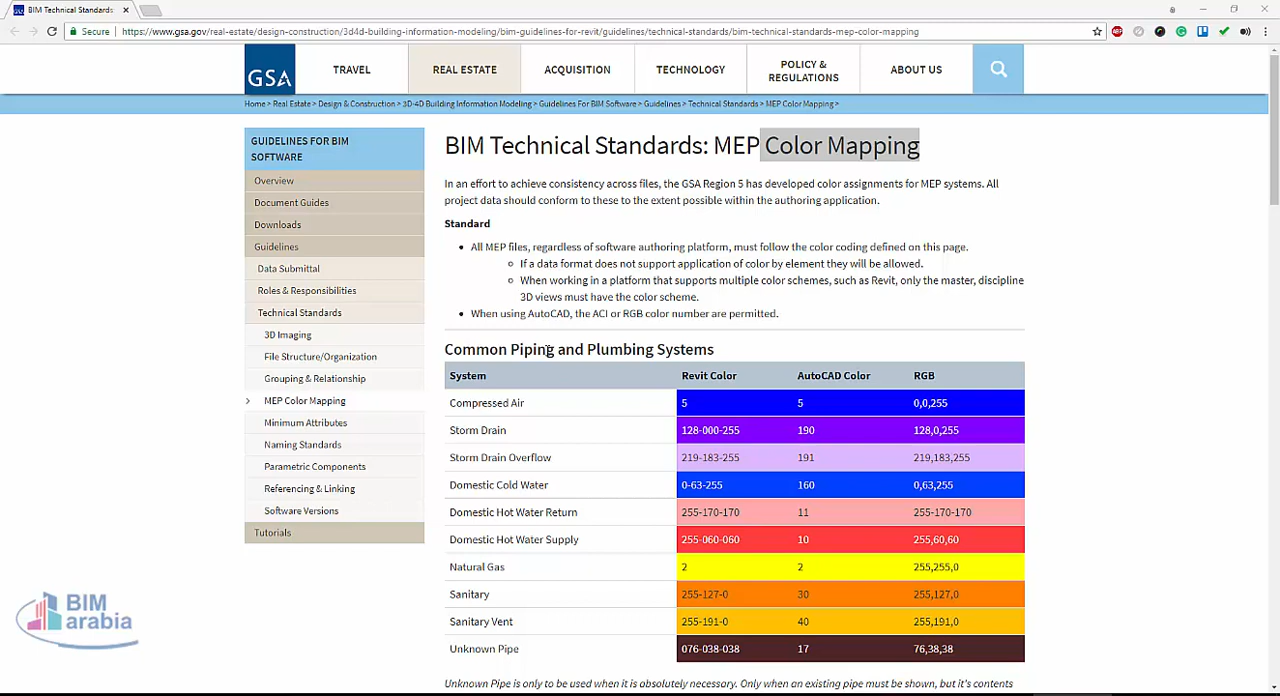 BIM Technical Standards
Secure | https://www.gsa.gov/real-estate/design-construction/3d4d-building-information-modeling/bim-guidelines-for-revit/guidelines/technical-standards/bim-technical-standards-mep-color-mapping
GSA
TRAVEL
REAL ESTATE
ACQUISITION
TECHNOLOGY
POLICY &
REGULATIONS
ABOUT US
Home > Real Estate > Design & Construction > 3D-4D Building Information Modeling > Guidelines For BIM Software > Guidelines > Technical Standards > MEP Color Mapping >
GUIDELINES FOR BIM
SOFTWARE
Overview
Document Guides
Downloads
Guidelines
Data Submittal
Roles & Responsibilities
Technical Standards
3D Imaging
File Structure/Organization
Grouping & Relationship
MEP Color Mapping
Minimum Attributes
Naming Standards
Parametric Components
Referencing & Linking
Software Versions
Tutorials
BIM Technical Standards: MEP Color Mapping
In an effort to achieve consistency across files, the GSA Region 5 has developed color assignments for MEP systems. All
project data should conform to these to the extent possible within the authoring application.
Standard
All MEP files, regardless of software authoring platform, must follow the color coding defined on this page.
If a data format does not support application of color by element they will be allowed.
When working in a platform that supports multiple color schemes, such as Revit, only the master, discipline
3D views must have the color scheme.
When using AutoCAD, the ACI or RGB color number are permitted.
Common Piping and Plumbing Systems
System Revit Color AutoCAD Color RGB
Compressed Air 5 5 0,0,255
Storm Drain 128-000-255 190 128,0,255
Storm Drain Overflow 219-183-255 191 219,183,255
Domestic Cold Water 0-63-255 160 0,63,255
Domestic Hot Water Return 255-170-170 11 255-170-170
Domestic Hot Water Supply 255-060-060 10 255,60,60
Natural Gas 2 2 255,255,0
Sanitary 255-127-0 30 255,127,0
Sanitary Vent 255-191-0 40 255,191,0
Unknown Pipe 076-038-038 17 76,38,38
Unknown Pipe is only to be used when it is absolutely necessary. Only when an existing pipe must be shown, but it's contents
BIM
arabia